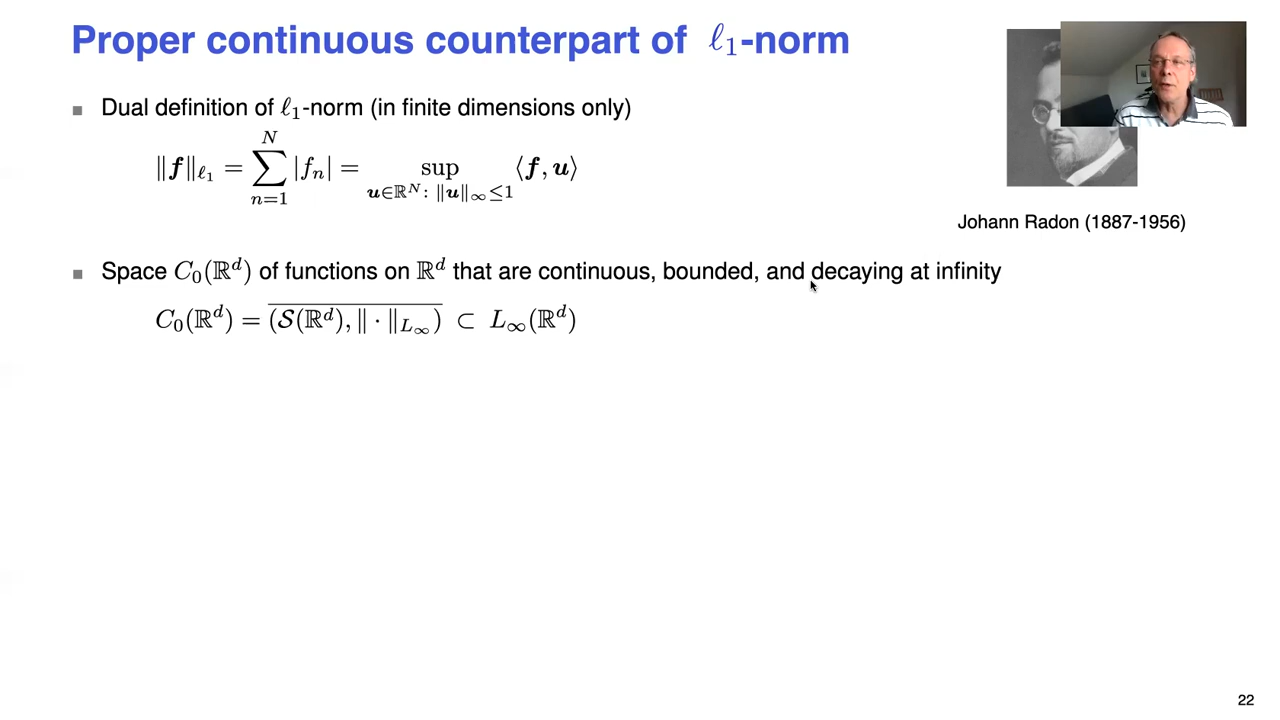 Proper continuous counterpart of ℓ₁-norm
▪ Dual definition of ℓ₁-norm (in finite dimensions only)
‖𝒇‖_{ℓ₁} = ∑_{n=1}^{N} |f_n| = sup_{𝒖∈ℝ^N : ‖𝒖‖_∞≤1} ⟨𝒇, 𝒖⟩
Johann Radon (1887-1956)
▪ Space C₀(ℝ^d) of functions on ℝ^d that are continuous, bounded, and decaying at infinity
C₀(ℝ^d) = \overline{(𝒮(ℝ^d), ‖ · ‖_{L_∞})} ⊂ L_∞(ℝ^d)
22